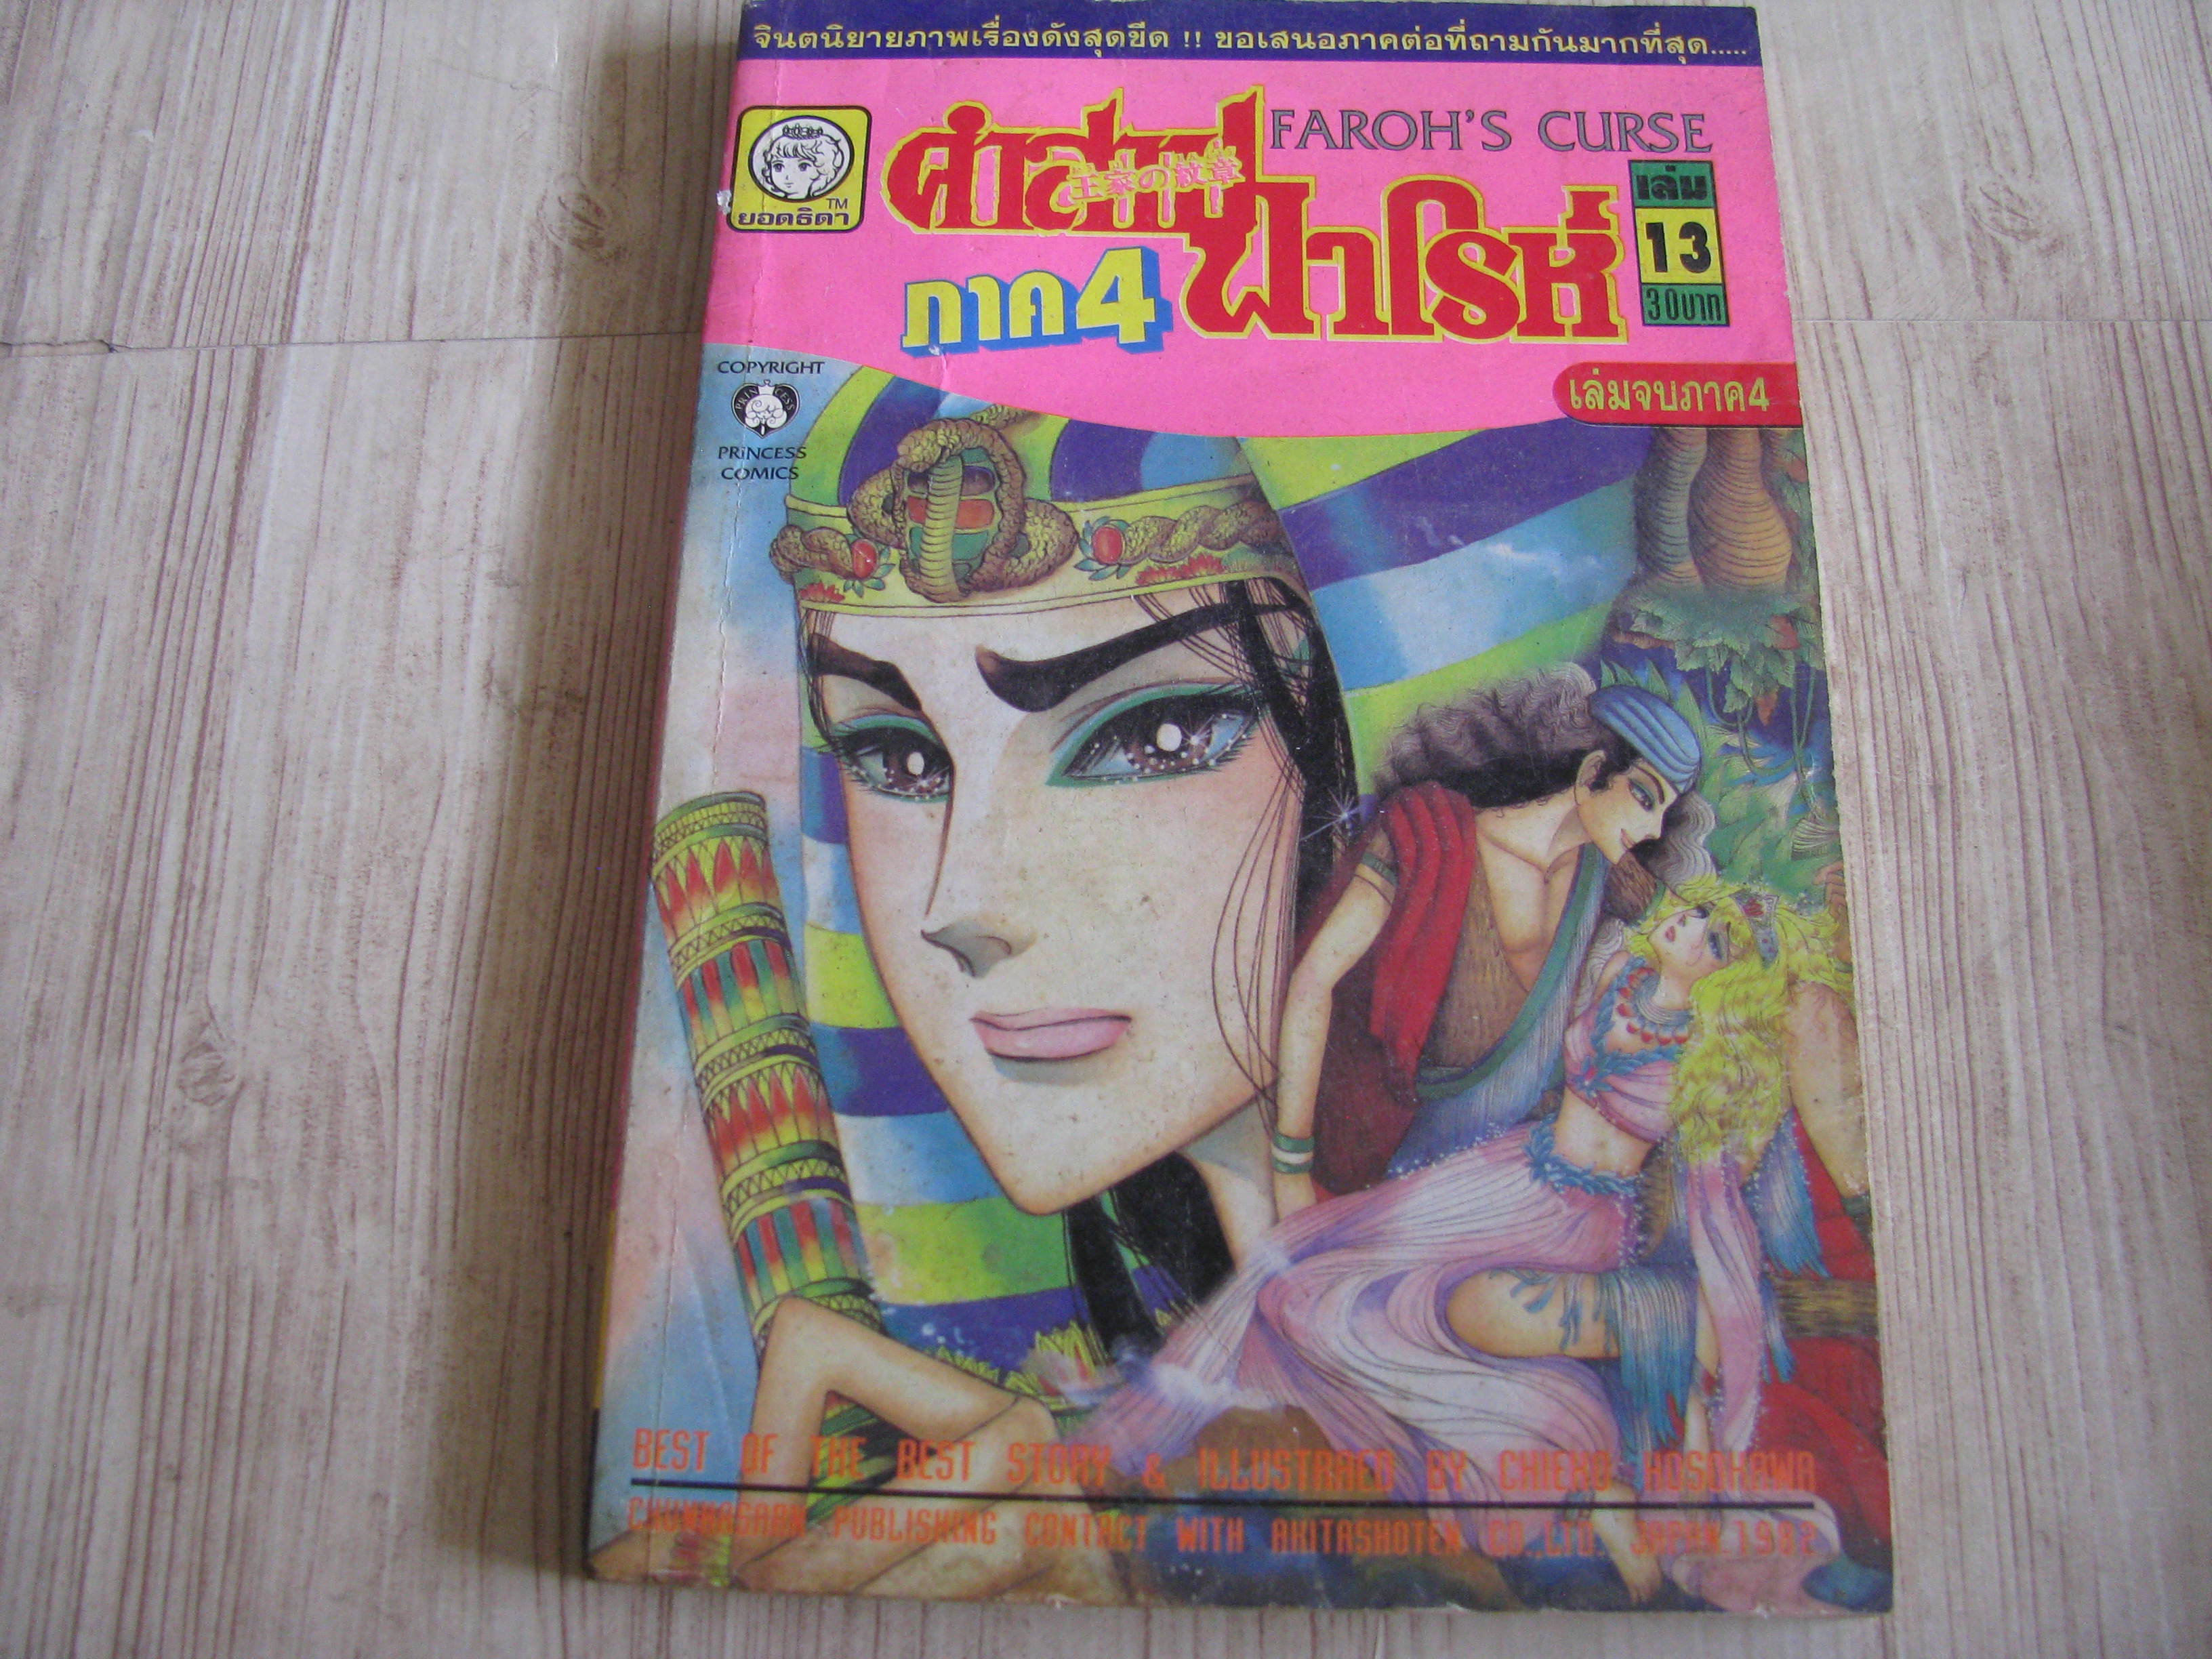 จินตนิยายภาพเรื่องดังสุดขีด !! ขอเสนอภาคต่อที่ถามกันมากที่สุด.....
FAROH'S CURSE
คำสาปฟาโรห์
王家の紋章
TM
ยอดธิดา
เล่ม
13
30บาท
ภาค4
เล่มจบภาค4
COPYRIGHT
PRINCESS
PRINCESS
COMICS
BEST OF THE BEST STORY & ILLUSTRAED BY CHIEKO HOSOKAWA
PUBLISHING CONTACT WITH AKITASHOTEN CO.,LTD. JAPAN.1982